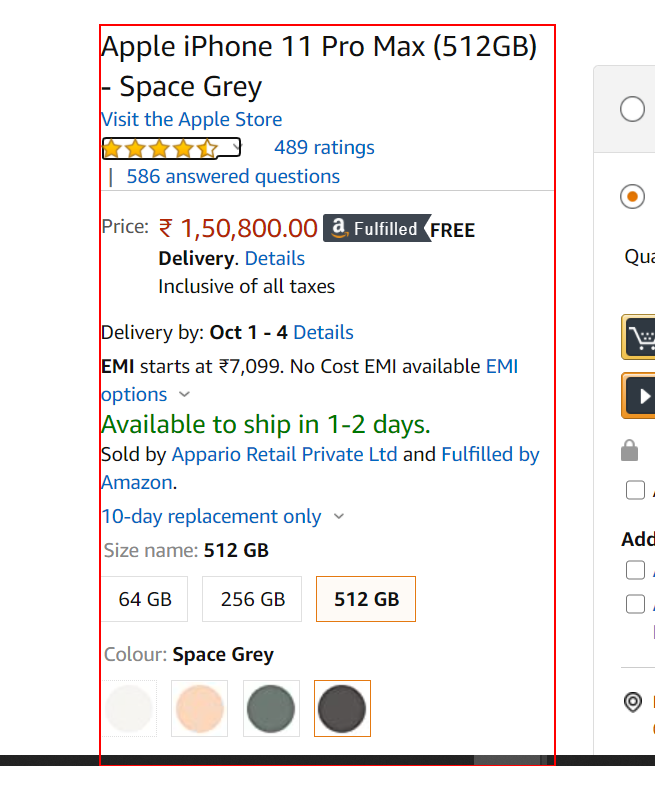 Apple iPhone 11 Pro Max (512GB)
- Space Grey
Visit the Apple Store
489 ratings
| 586 answered questions
Price: ₹ 1,50,800.00 a Fulfilled FREE
Delivery. Details
Inclusive of all taxes
Delivery by: Oct 1 - 4 Details
EMI starts at ₹7,099. No Cost EMI available EMI
options
Available to ship in 1-2 days.
Sold by Appario Retail Private Ltd and Fulfilled by
Amazon.
10-day replacement only
Size name: 512 GB
64 GB 256 GB 512 GB
Colour: Space Grey